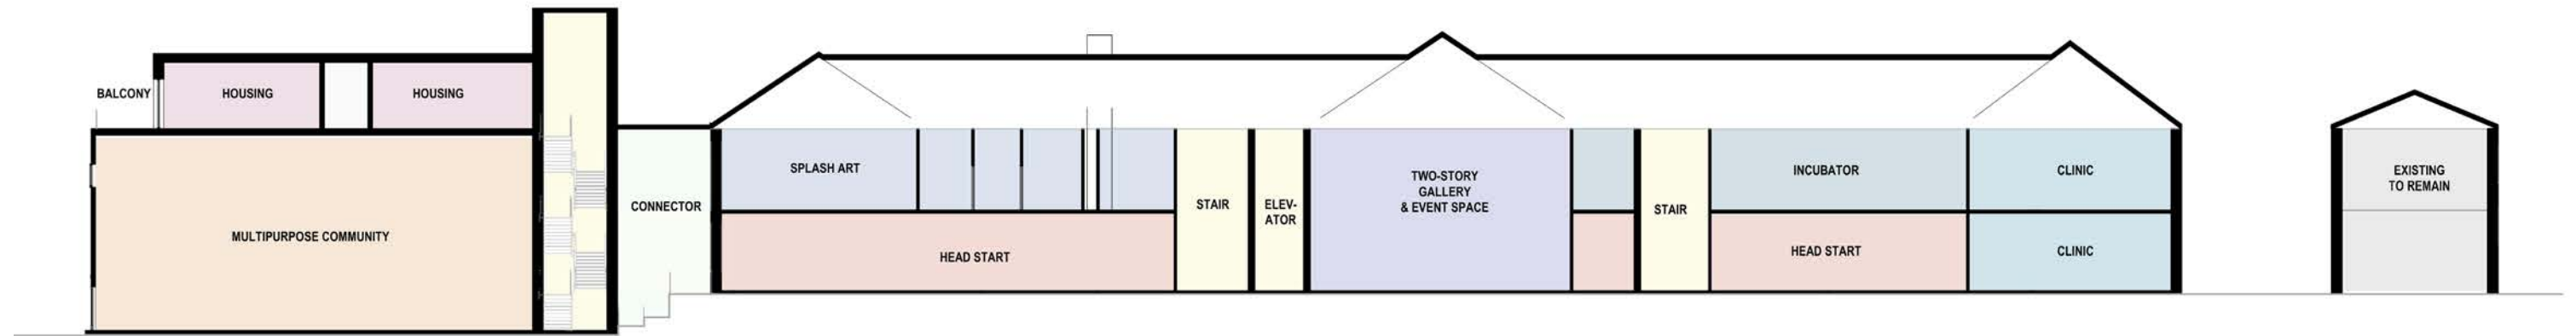 BALCONY
HOUSING
HOUSING
MULTIPURPOSE COMMUNITY
CONNECTOR
SPLASH ART
HEAD START
STAIR
ELEV-
ATOR
TWO-STORY
GALLERY
& EVENT SPACE
STAIR
INCUBATOR
HEAD START
CLINIC
CLINIC
EXISTING
TO REMAIN